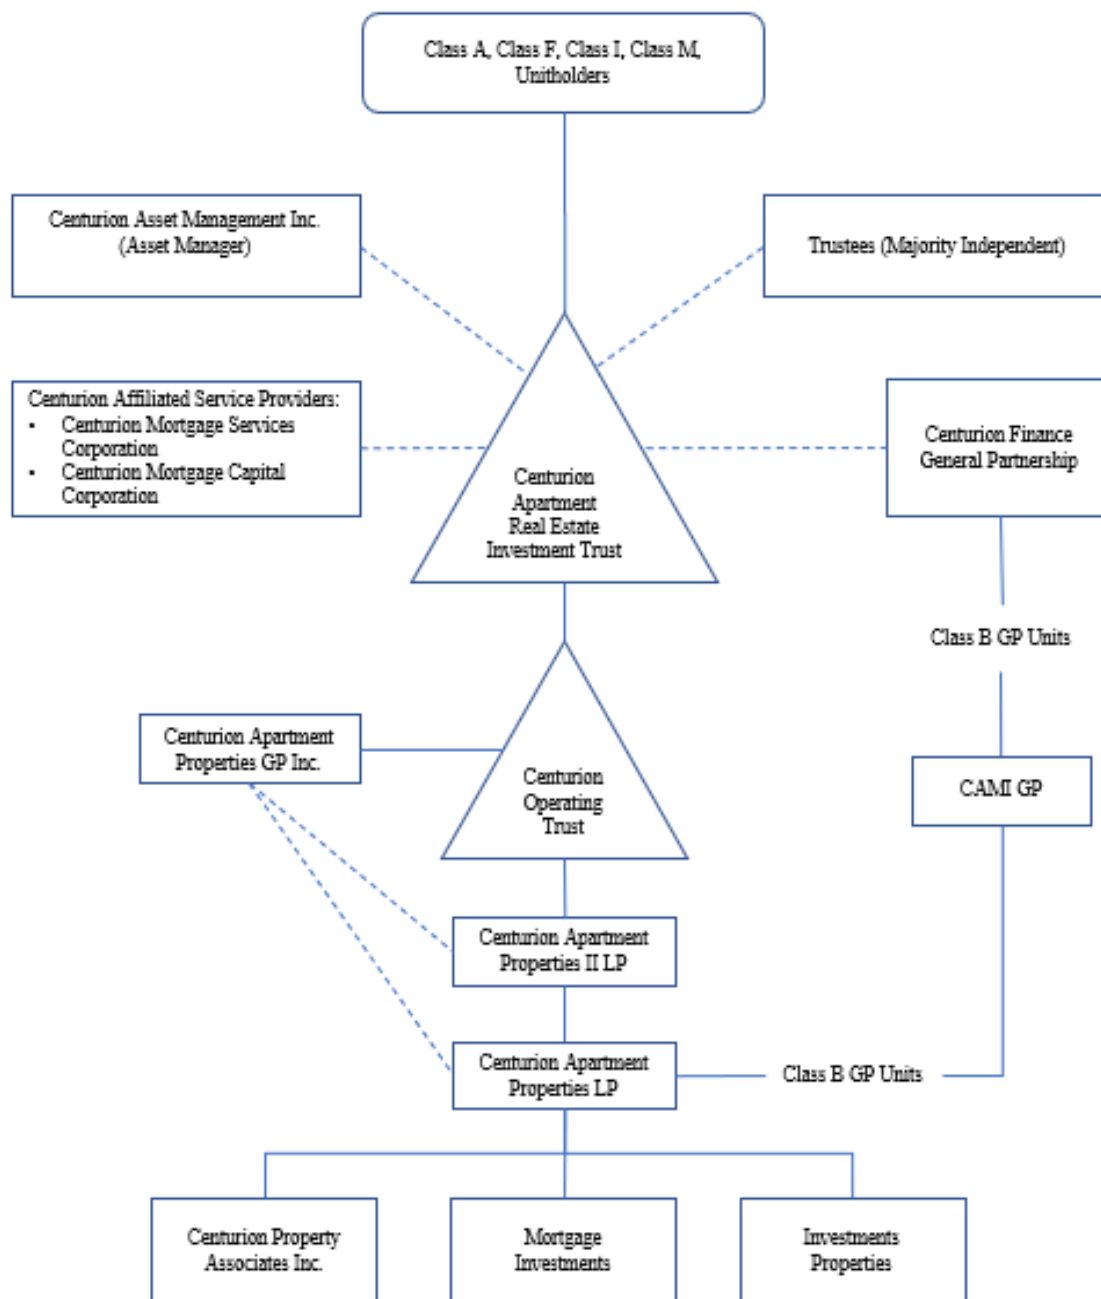 Class A, Class F, Class I, Class M,
Unitholders
Centurion Asset Management Inc.
(Asset Manager)
Trustees (Majority Independent)
Centurion Affiliated Service Providers:
• Centurion Mortgage Services
Corporation
• Centurion Mortgage Capital
Corporation
Centurion Finance
General Partnership
Centurion
Apartment
Real Estate
Investment Trust
Class B GP Units
Centurion Apartment
Properties GP Inc.
Centurion
Operating
Trust
CAMI GP
Centurion Apartment
Properties II LP
Centurion Apartment
Properties LP
Class B GP Units
Centurion Property
Associates Inc.
Mortgage
Investments
Investments
Properties